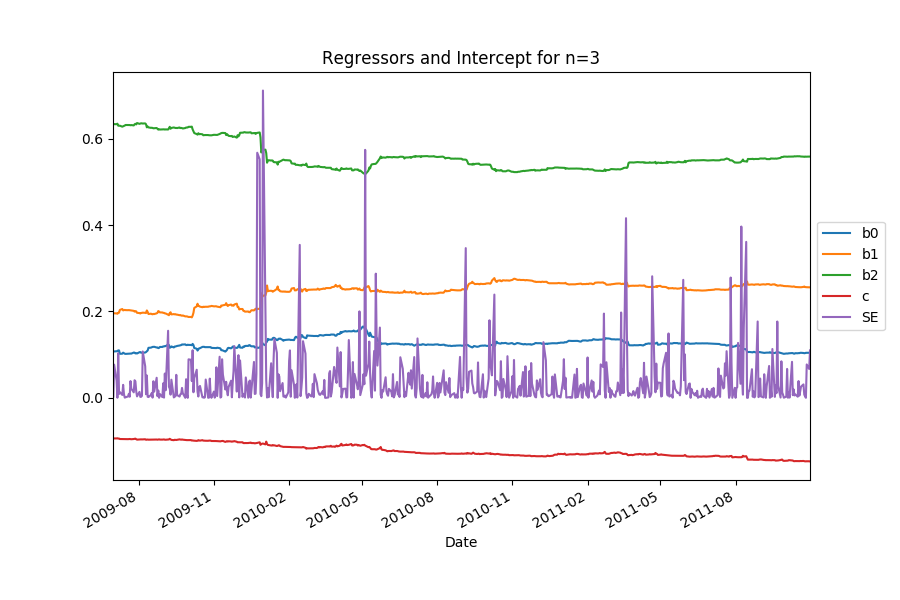 Regressors and Intercept for n=3
0.6
0.4
0.2
0.0
b0
b1
b2
c
SE
2009-08
2009-11
2010-02
2010-05
2010-08
2010-11
2011-02
2011-05
2011-08
Date